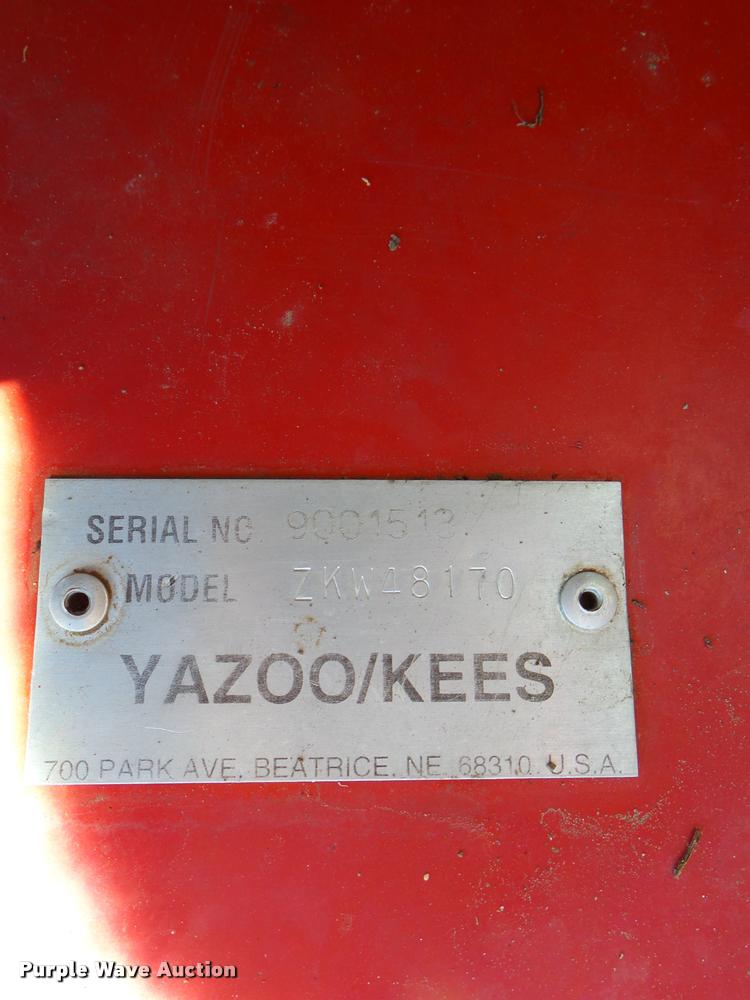 SERIAL NO 9001513
MODEL ZKW48170
YAZOO/KEES
700 PARK AVE. BEATRICE, NE 68310 U.S.A.
Purple Wave Auction